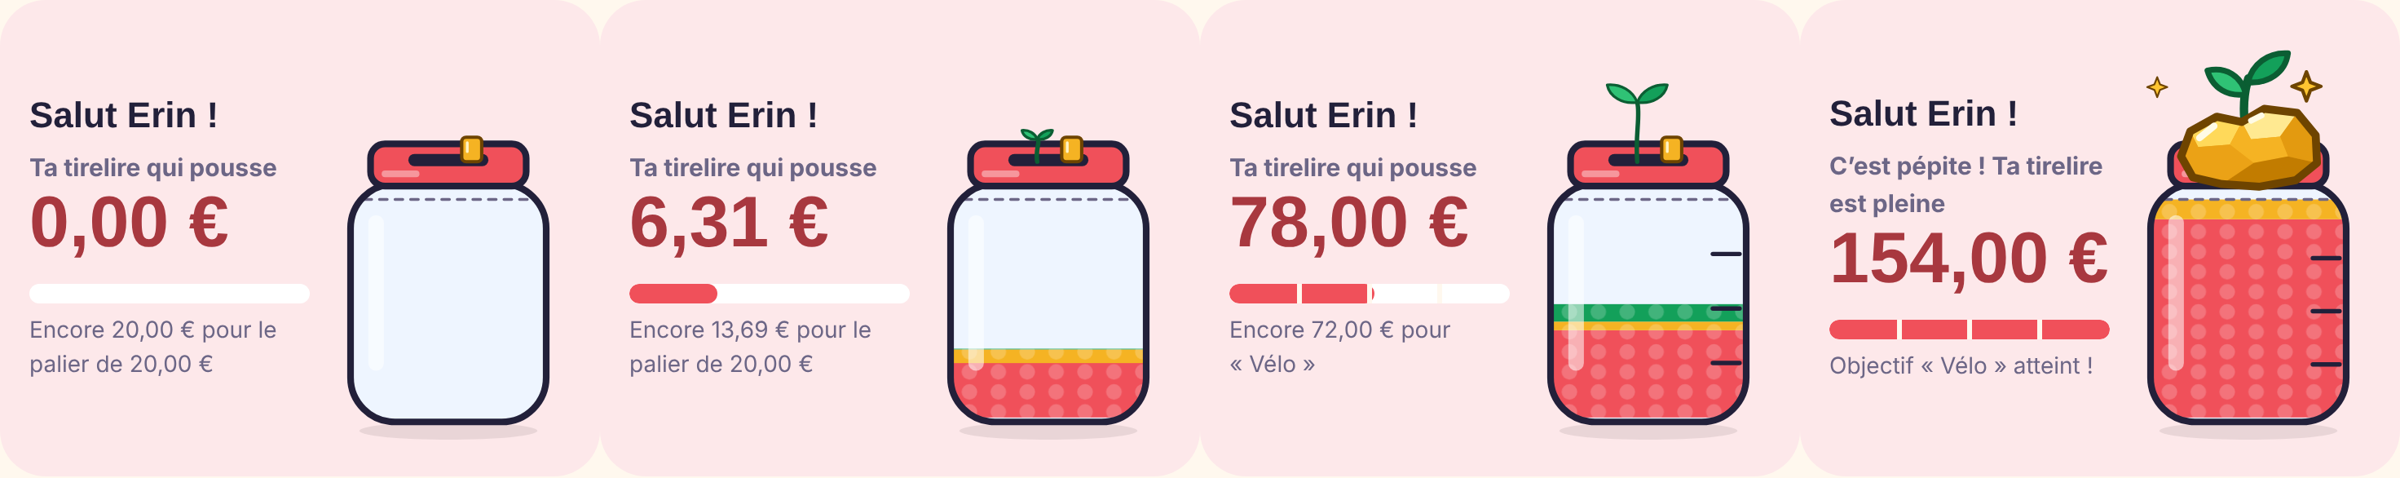 Salut Erin !
Ta tirelire qui pousse
0,00 €
Encore 20,00 € pour le
palier de 20,00 €
Salut Erin !
Ta tirelire qui pousse
6,31 €
Encore 13,69 € pour le
palier de 20,00 €
Salut Erin !
Ta tirelire qui pousse
78,00 €
Encore 72,00 € pour
« Vélo »
Salut Erin !
C’est pépite ! Ta tirelire
est pleine
154,00 €
Objectif « Vélo » atteint !